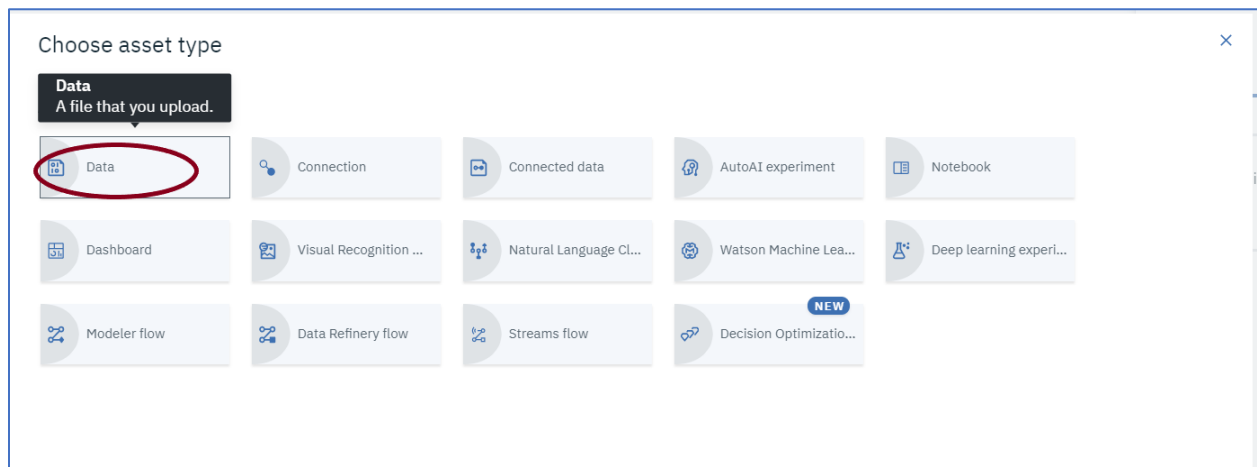 Choose asset type
Data
A file that you upload.
Data
Connection
Connected data
AutoAI experiment
Notebook
Dashboard
Visual Recognition ...
Natural Language Cl...
Watson Machine Lea...
Deep learning experi...
NEW
Modeler flow
Data Refinery flow
Streams flow
Decision Optimizatio...